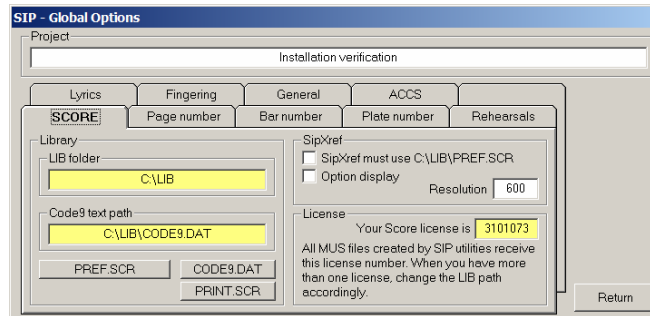 SIP - Global Options
Project
Installation verification
Lyrics
Fingering
General
ACCS
SCORE
Page number
Bar number
Plate number
Rehearsals
Library
LIB folder
C:\LIB
Code9 text path
C:\LIB\CODE9.DAT
PREF.SCR
CODE9.DAT
PRINT.SCR
SipXref
SipXref must use C:\LIB\PREF.SCR
Option display
Resolution 600
License
Your Score license is 3101073
All MUS files created by SIP utilities receive
this license number. When you have more
than one license, change the LIB path
accordingly.
Return